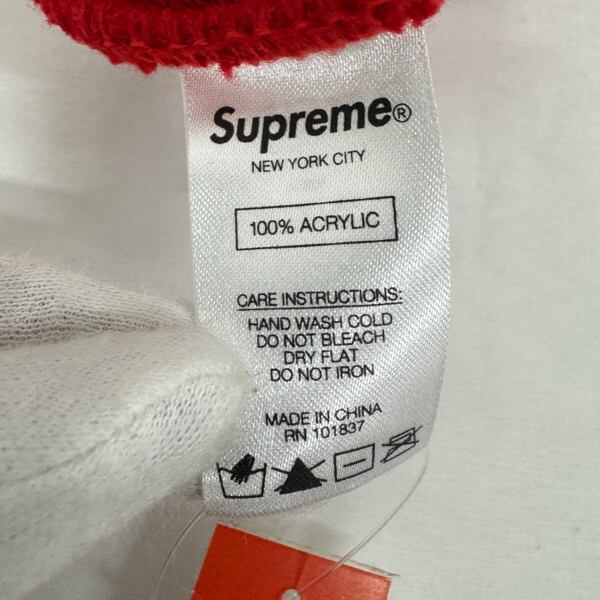 Supreme®
NEW YORK CITY
100% ACRYLIC
CARE INSTRUCTIONS:
HAND WASH COLD
DO NOT BLEACH
DRY FLAT
DO NOT IRON
MADE IN CHINA
RN 101837